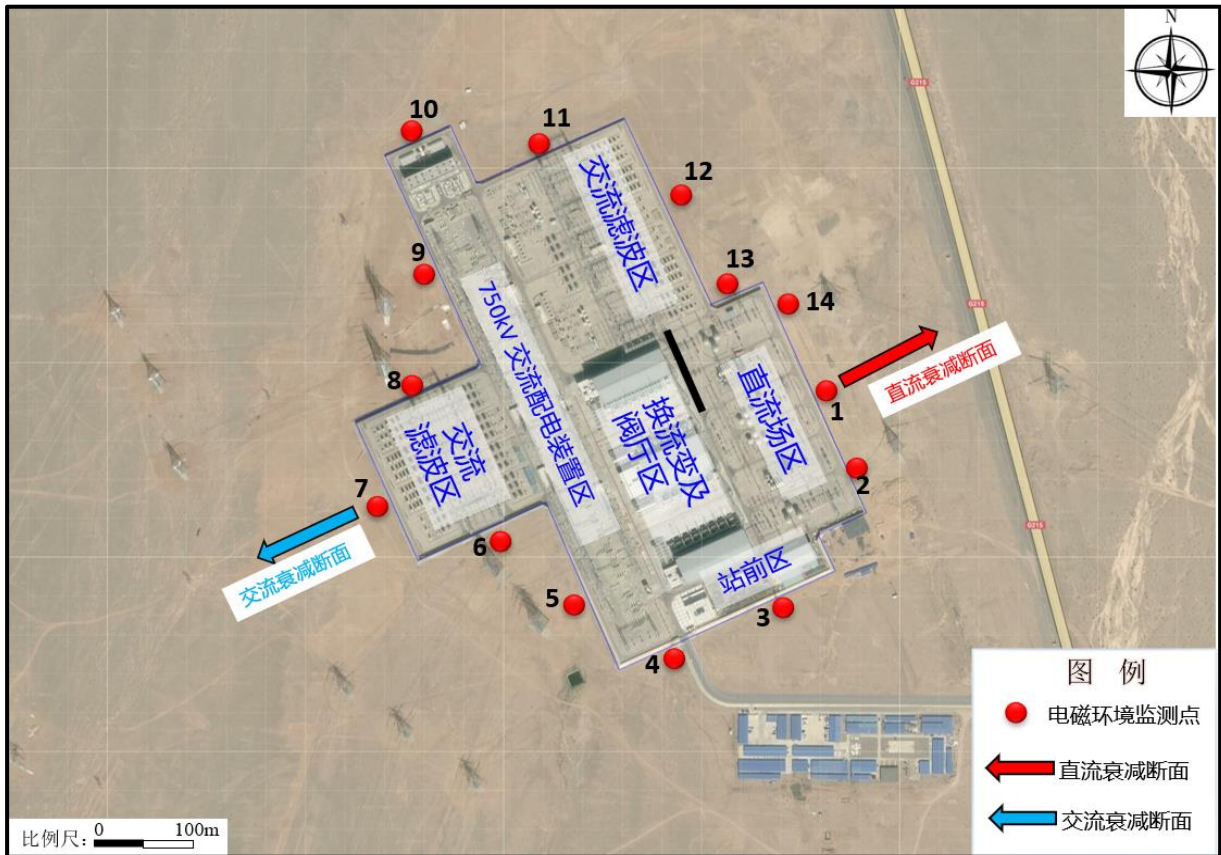 N
G215
10
11
12
交流滤波区
9
13
14
G215
750kV 交流配电装置区
直流衰减断面
8
1
直流场区
换流变及
阀厅区
交流
滤波区
2
7
6
交流衰减断面
站前区
5
3
4
G215
图 例
电磁环境监测点
直流衰减断面
交流衰减断面
比例尺:
0 100m